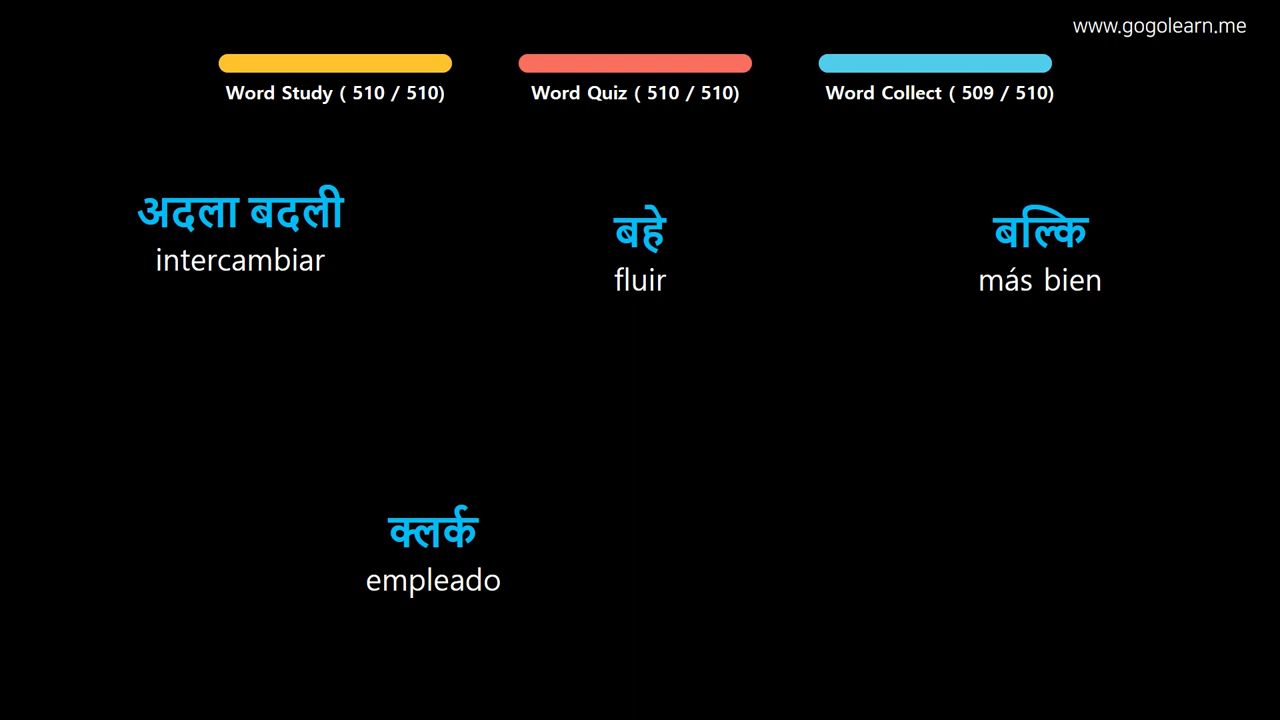 www.gogolearn.me
Word Study ( 510 / 510)
Word Quiz ( 510 / 510)
Word Collect ( 509 / 510)
अदला बदली
intercambiar
बहे
fluir
बल्कि
más bien
क्लर्क
empleado